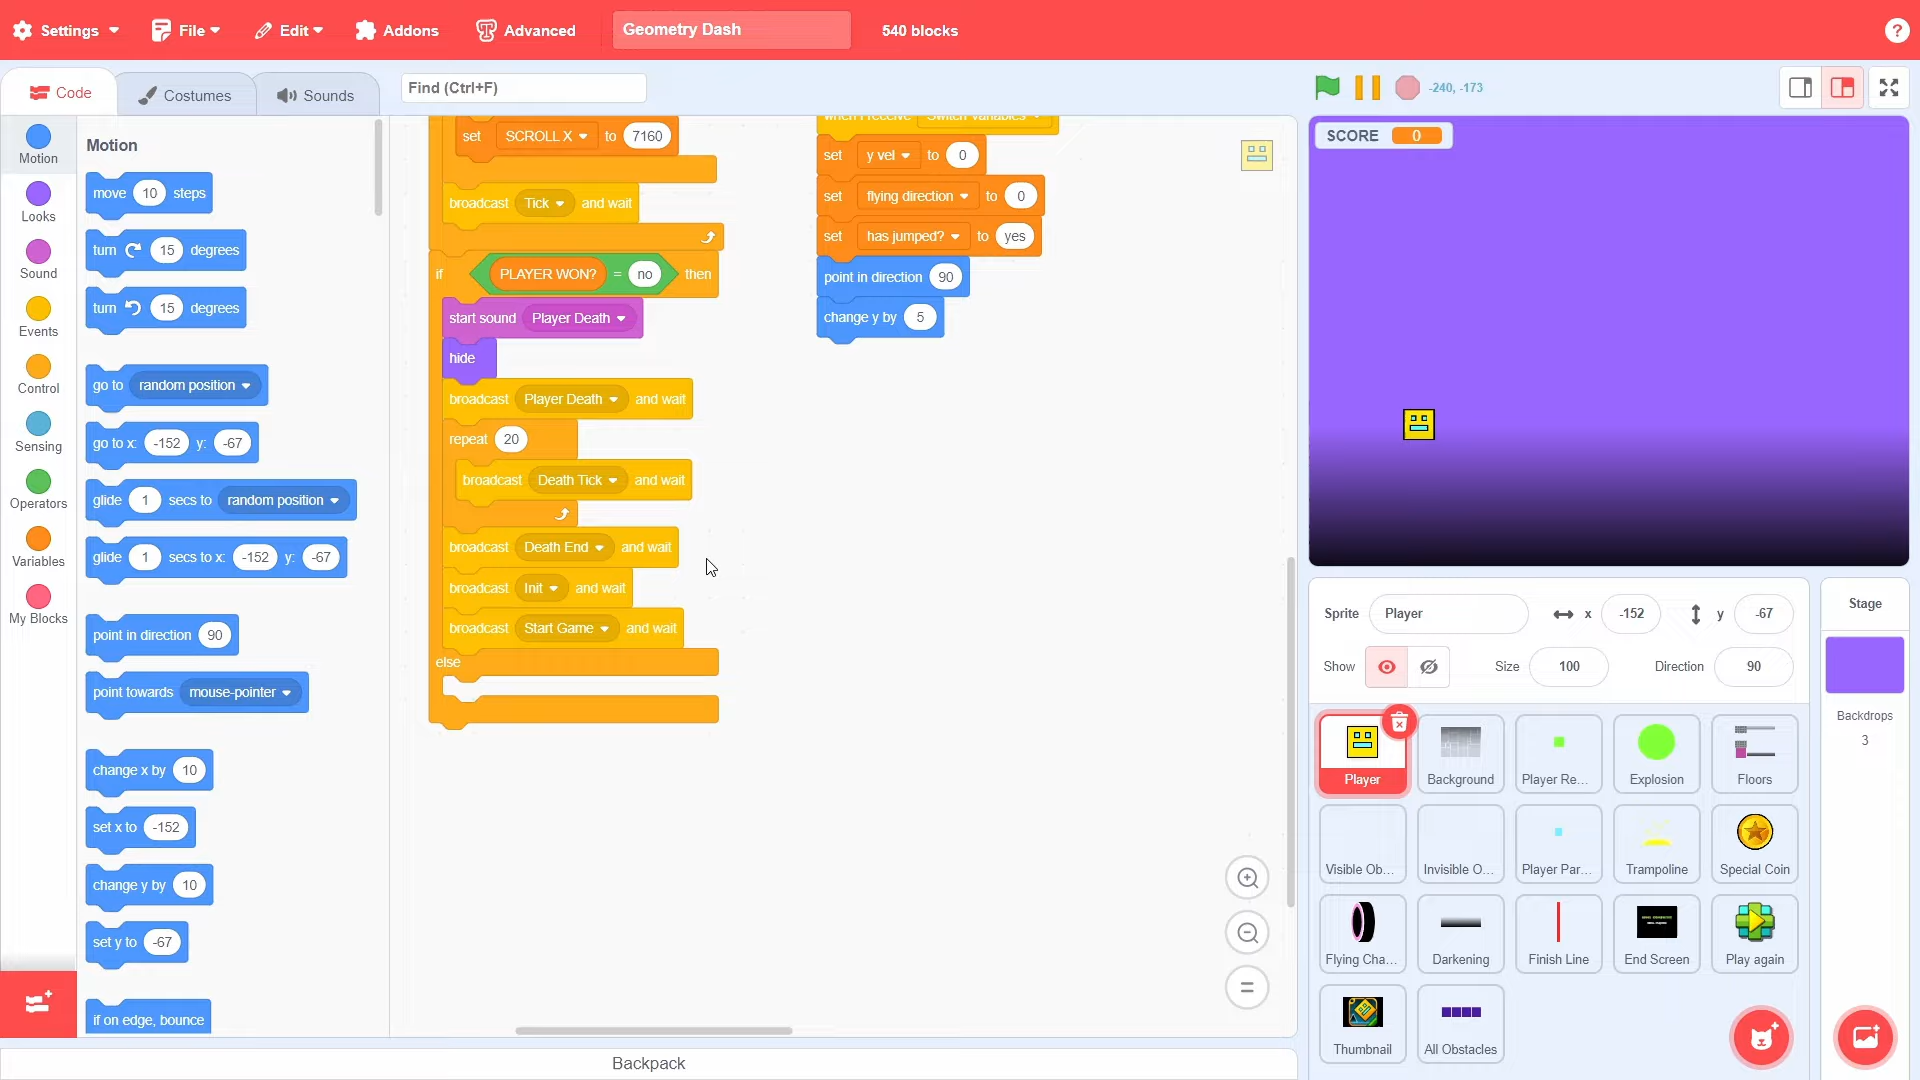 Settings File Edit Addons Advanced Geometry Dash 540 blocks ?
Code Costumes Sounds Find (Ctrl+F) -240, -173
Motion
Looks
Sound
Events
Control
Sensing
Operators
Variables
My Blocks
Motion
move 10 steps
turn 15 degrees
turn 15 degrees
go to random position
go to x: -152 y: -67
glide 1 secs to random position
glide 1 secs to x: -152 y: -67
point in direction 90
point towards mouse-pointer
change x by 10
set x to -152
change y by 10
set y to -67
if on edge, bounce
set SCROLL X to 7160
broadcast Tick and wait
if PLAYER WON? = no then
start sound Player Death
hide
broadcast Player Death and wait
repeat 20
broadcast Death Tick and wait
broadcast Death End and wait
broadcast Init and wait
broadcast Start Game and wait
else
when I receive Switch Variables
set y vel to 0
set flying direction to 0
set has jumped? to yes
point in direction 90
change y by 5
Backpack
SCORE 0
Sprite Player x -152 y -67
Show Size 100 Direction 90
Player Background Player Re... Explosion Floors
Visible Ob... Invisible O... Player Par... Trampoline Special Coin
Flying Cha... Darkening Finish Line End Screen Play again
Thumbnail All Obstacles
Stage
Backdrops
3